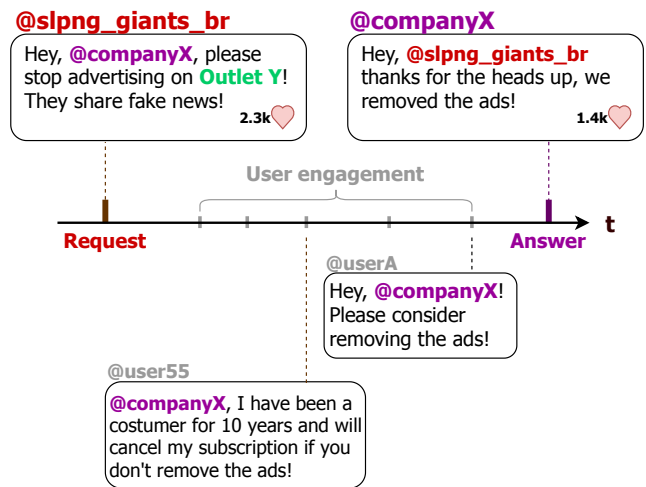 @slpng_giants_br
Hey, @companyX, please
stop advertising on Outlet Y!
They share fake news!
2.3k
@companyX
Hey, @slpng_giants_br
thanks for the heads up, we
removed the ads!
1.4k
User engagement
t
Request
Answer
@userA
Hey, @companyX!
Please consider
removing the ads!
@user55
@companyX, I have been a
costumer for 10 years and will
cancel my subscription if you
don't remove the ads!